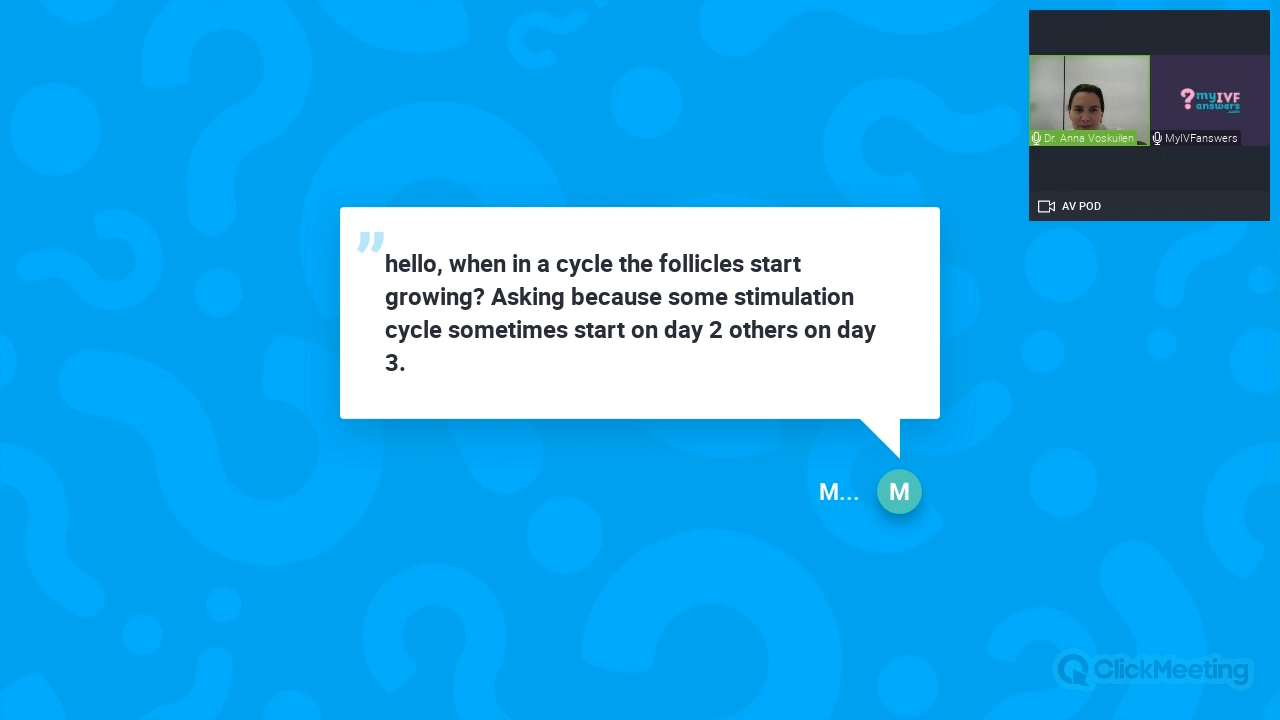 hello, when in a cycle the follicles start
growing? Asking because some stimulation
cycle sometimes start on day 2 others on day
3.
M... M
?myIVF
answers
Dr. Anna Voskuilen
MyIVFanswers
AV POD
ClickMeeting